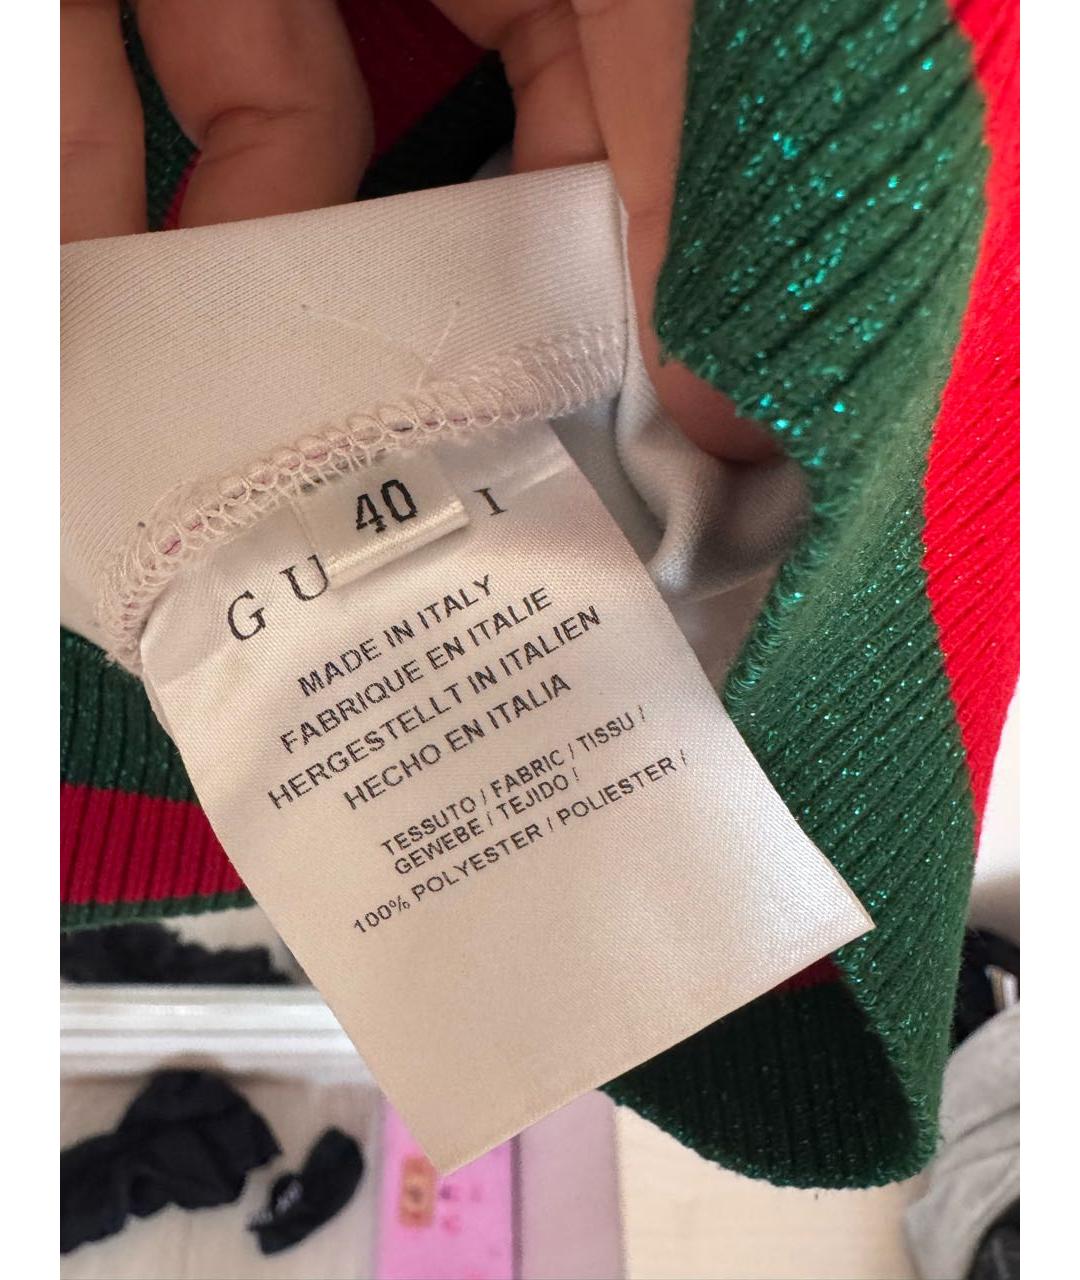 40
G U I
MADE IN ITALY
FABRIQUE EN ITALIE
HERGESTELLT IN ITALIEN
HECHO EN ITALIA
TESSUTO / FABRIC / TISSU /
GEWEBE / TEJIDO /
100% POLYESTER / POLIESTER /